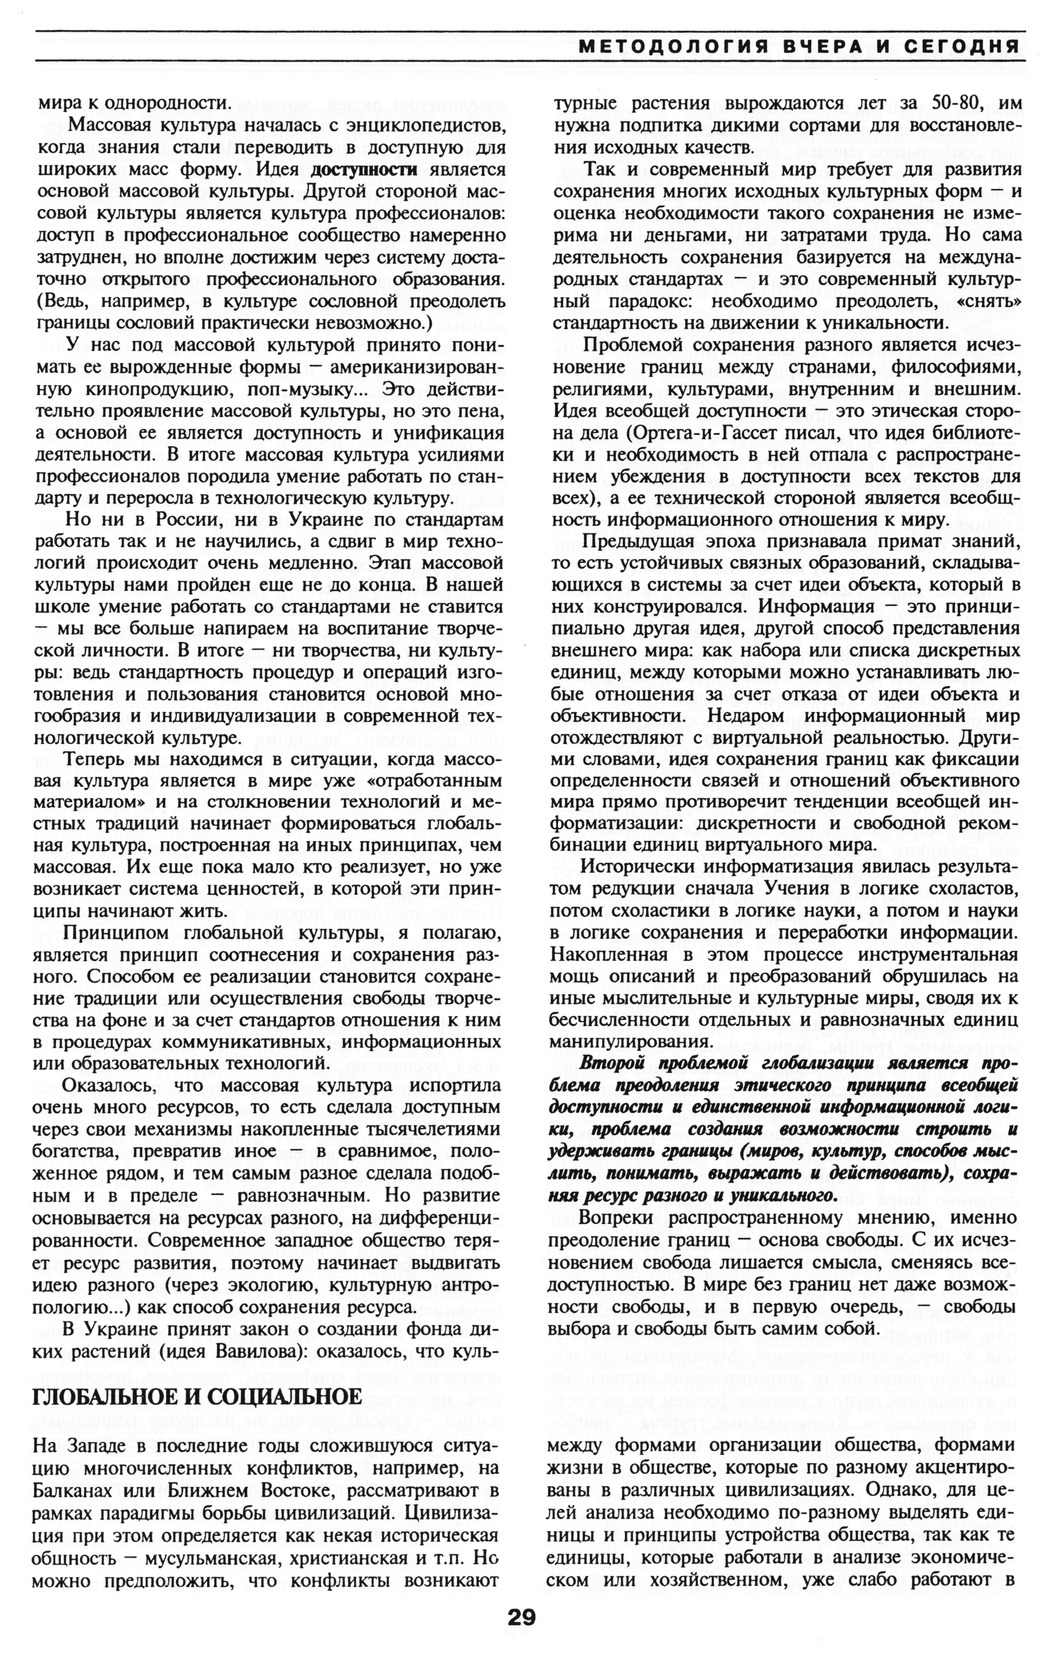 МЕТОДОЛОГИЯ ВЧЕРА И СЕГОДНЯ
мира к однородности.
Массовая культура началась с энциклопедистов,
когда знания стали переводить в доступную для
широких масс форму. Идея доступности является
основой массовой культуры. Другой стороной мас-
совой культуры является культура профессионалов:
доступ в профессиональное сообщество намеренно
затруднен, но вполне достижим через систему доста-
точно открытого профессионального образования.
(Ведь, например, в культуре сословной преодолеть
границы сословий практически невозможно.)
У нас под массовой культурой принято пони-
мать ее вырожденные формы — американизирован-
ную кинопродукцию, поп-музыку... Это действи-
тельно проявление массовой культуры, но это пена,
а основой ее является доступность и унификация
деятельности. В итоге массовая культура усилиями
профессионалов породила умение работать по стан-
дарту и переросла в технологическую культуру.
Но ни в России, ни в Украине по стандартам
работать так и не научились, а сдвиг в мир техно-
логий происходит очень медленно. Этап массовой
культуры нами пройден еще не до конца. В нашей
школе умение работать со стандартами не ставится
— мы все больше напираем на воспитание творче-
ской личности. В итоге — ни творчества, ни культу-
ры: ведь стандартность процедур и операций изго-
товления и пользования становится основой мно-
гообразия и индивидуализации в современной тех-
нологической культуре.
Теперь мы находимся в ситуации, когда массо-
вая культура является в мире уже «отработанным
материалом» и на столкновении технологий и ме-
стных традиций начинает формироваться глобаль-
ная культура, построенная на иных принципах, чем
массовая. Их еще пока мало кто реализует, но уже
возникает система ценностей, в которой эти прин-
ципы начинают жить.
Принципом глобальной культуры, я полагаю,
является принцип соотнесения и сохранения раз-
ного. Способом ее реализации становится сохране-
ние традиции или осуществления свободы творче-
ства на фоне и за счет стандартов отношения к ним
в процедурах коммуникативных, информационных
или образовательных технологий.
Оказалось, что массовая культура испортила
очень много ресурсов, то есть сделала доступным
через свои механизмы накопленные тысячелетиями
богатства, превратив иное — в сравнимое, поло-
женное рядом, и тем самым разное сделала подоб-
ным и в пределе — равнозначным. Но развитие
основывается на ресурсах разного, на дифференци-
рованности. Современное западное общество теря-
ет ресурс развития, поэтому начинает выдвигать
идею разного (через экологию, культурную антро-
пологию...) как способ сохранения ресурса.
В Украине принят закон о создании фонда ди-
ких растений (идея Вавилова): оказалось, что куль-
турные растения вырождаются лет за 50-80, им
нужна подпитка дикими сортами для восстановле-
ния исходных качеств.
Так и современный мир требует для развития
сохранения многих исходных культурных форм — и
оценка необходимости такого сохранения не изме-
рима ни деньгами, ни затратами труда. Но сама
деятельность сохранения базируется на междуна-
родных стандартах — и это современный культур-
ный парадокс: необходимо преодолеть, «снять»
стандартность на движении к уникальности.
Проблемой сохранения разного является исчез-
новение границ между странами, философиями,
религиями, культурами, внутренним и внешним.
Идея всеобщей доступности — это этическая сторо-
на дела (Ортега-и-Гассет писал, что идея библиоте-
ки и необходимость в ней отпала с распростране-
нием убеждения в доступности всех текстов для
всех), а ее технической стороной является всеобщ-
ность информационного отношения к миру.
Предыдущая эпоха признавала примат знаний,
то есть устойчивых связных образований, складыва-
ющихся в системы за счет идеи объекта, который в
них конструировался. Информация — это принци-
пиально другая идея, другой способ представления
внешнего мира: как набора или списка дискретных
единиц, между которыми можно устанавливать лю-
бые отношения за счет отказа от идеи объекта и
объективности. Недаром информационный мир
отождествляют с виртуальной реальностью. Други-
ми словами, идея сохранения границ как фиксации
определенности связей и отношений объективного
мира прямо противоречит тенденции всеобщей ин-
форматизации: дискретности и свободной реком-
бинации единиц виртуального мира.
Исторически информатизация явилась результа-
том редукции сначала Учения в логике схоластов,
потом схоластики в логике науки, а потом и науки
в логике сохранения и переработки информации.
Накопленная в этом процессе инструментальная
мощь описаний и преобразований обрушилась на
иные мыслительные и культурные миры, сводя их к
бесчисленности отдельных и равнозначных единиц
манипулирования.
Второй проблемой глобализации является про-
блема преодоления этического принципа всеобщей
доступности и единственной информационной логи-
ки, проблема создания возможности строить и
удерживать границы (миров, культур, способов мыс-
лить, понимать, выражать и действовать), сохра-
няя ресурс разного и уникального.
Вопреки распространенному мнению, именно
преодоление границ — основа свободы. С их исчез-
новением свобода лишается смысла, сменяясь все-
доступностью. В мире без границ нет даже возмож-
ности свободы, и в первую очередь, — свободы
выбора и свободы быть самим собой.
ГЛОБАЛЬНОЕ И СОЦИАЛЬНОЕ
На Западе в последние годы сложившуюся ситуа-
цию многочисленных конфликтов, например, на
Балканах или Ближнем Востоке, рассматривают в
рамках парадигмы борьбы цивилизаций. Цивилиза-
ция при этом определяется как некая историческая
общность — мусульманская, христианская и т.п. Но
можно предположить, что конфликты возникают
между формами организации общества, формами
жизни в обществе, которые по разному акцентиро-
ваны в различных цивилизациях. Однако, для це-
лей анализа необходимо по-разному выделять еди-
ницы и принципы устройства общества, так как те
единицы, которые работали в анализе экономиче-
ском или хозяйственном, уже слабо работают в
29